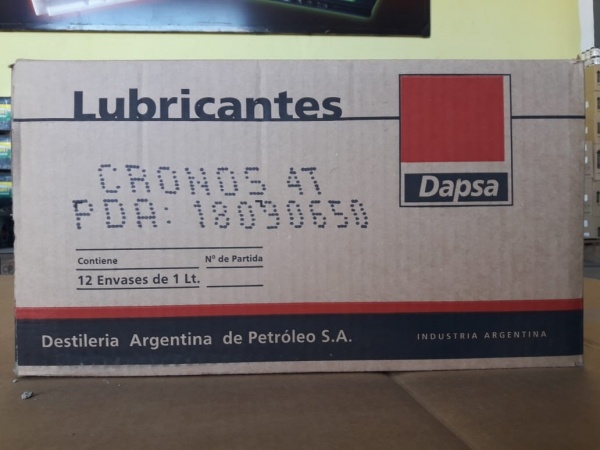 Lubricantes
Dapsa
CRONOS 4T
PDA: 18090650
Contiene
Nº de Partida
12 Envases de 1 Lt.
Destileria Argentina de Petróleo S.A.
INDUSTRIA ARGENTINA